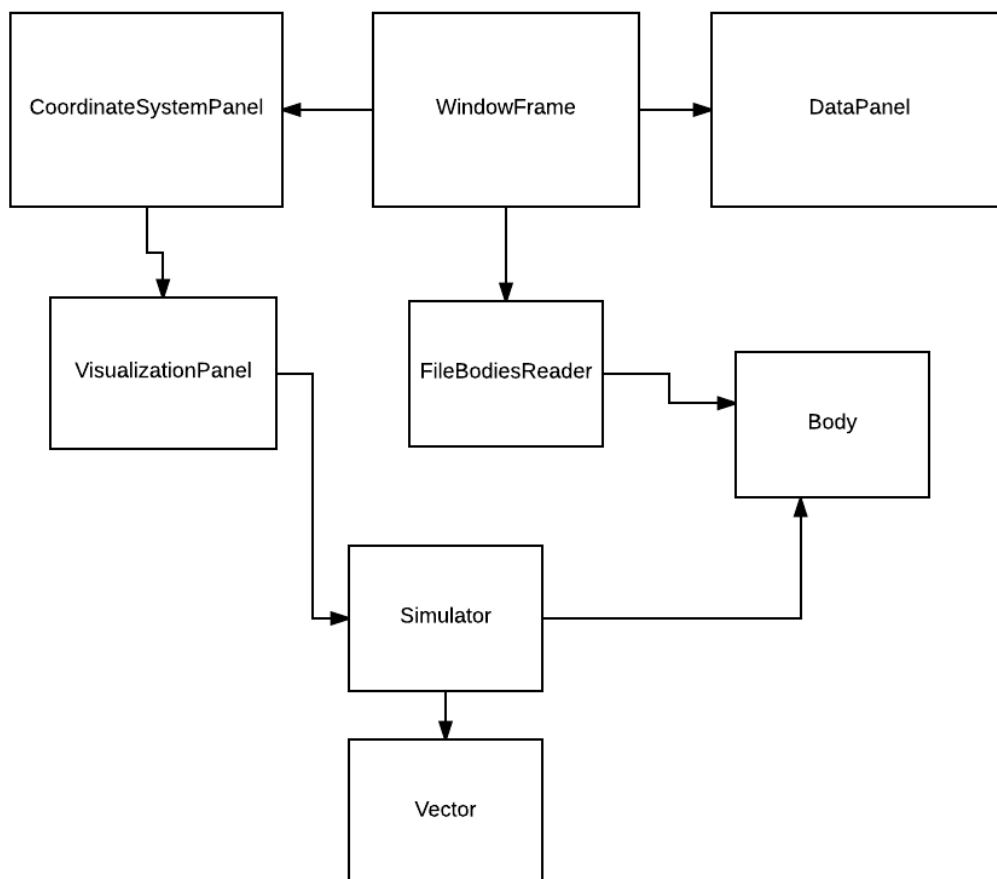 CoordinateSystemPanel
WindowFrame
DataPanel
VisualizationPanel
FileBodiesReader
Body
Simulator
Vector